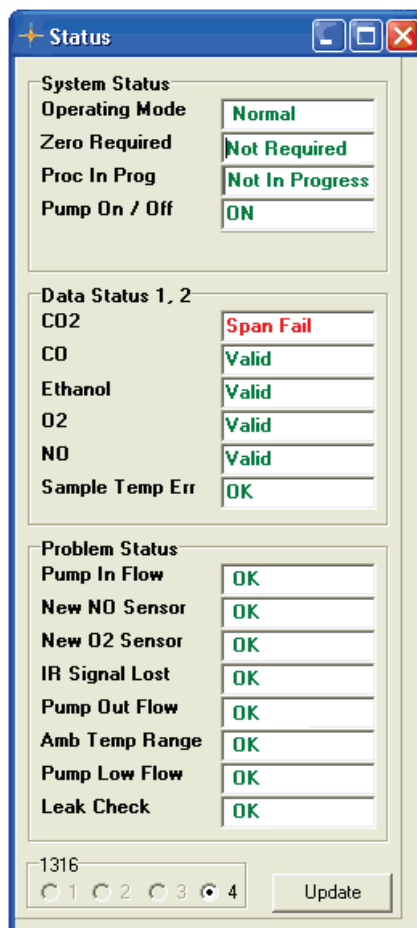 Status
System Status
Operating Mode Normal
Zero Required Not Required
Proc In Prog Not In Progress
Pump On / Off ON
Data Status 1, 2
CO2 Span Fail
CO Valid
Ethanol Valid
O2 Valid
NO Valid
Sample Temp Err OK
Problem Status
Pump In Flow OK
New NO Sensor OK
New O2 Sensor OK
IR Signal Lost OK
Pump Out Flow OK
Amb Temp Range OK
Pump Low Flow OK
Leak Check OK
1316
1 2 3 4 Update